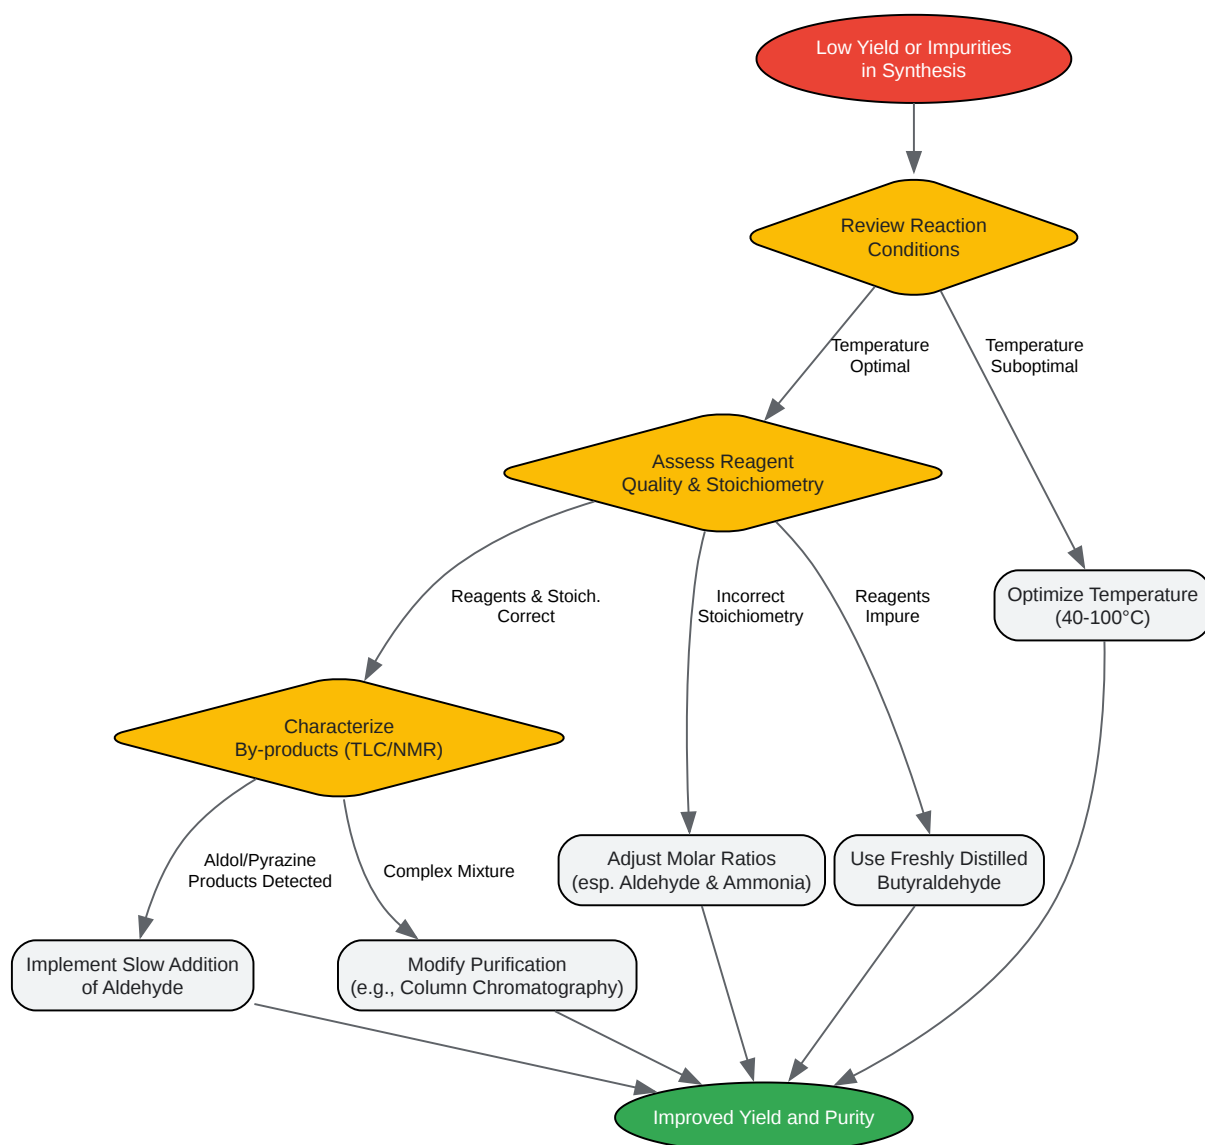 Low Yield or Impurities
in Synthesis
Review Reaction
Conditions
Temperature
Optimal
Temperature
Suboptimal
Assess Reagent
Quality & Stoichiometry
Reagents & Stoich.
Correct
Incorrect
Stoichiometry
Reagents
Impure
Optimize Temperature
(40-100°C)
Characterize
By-products (TLC/NMR)
Aldol/Pyrazine
Products Detected
Complex Mixture
Adjust Molar Ratios
(esp. Aldehyde & Ammonia)
Use Freshly Distilled
Butyraldehyde
Implement Slow Addition
of Aldehyde
Modify Purification
(e.g., Column Chromatography)
Improved Yield and Purity